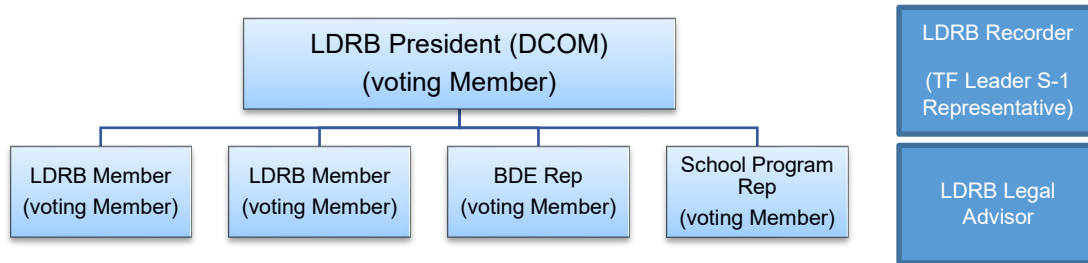 LDRB President (DCOM)
(voting Member)
LDRB Recorder
(TF Leader S-1
Representative)
LDRB Member
(voting Member)
LDRB Member
(voting Member)
BDE Rep
(voting Member)
School Program
Rep
(voting Member)
LDRB Legal
Advisor